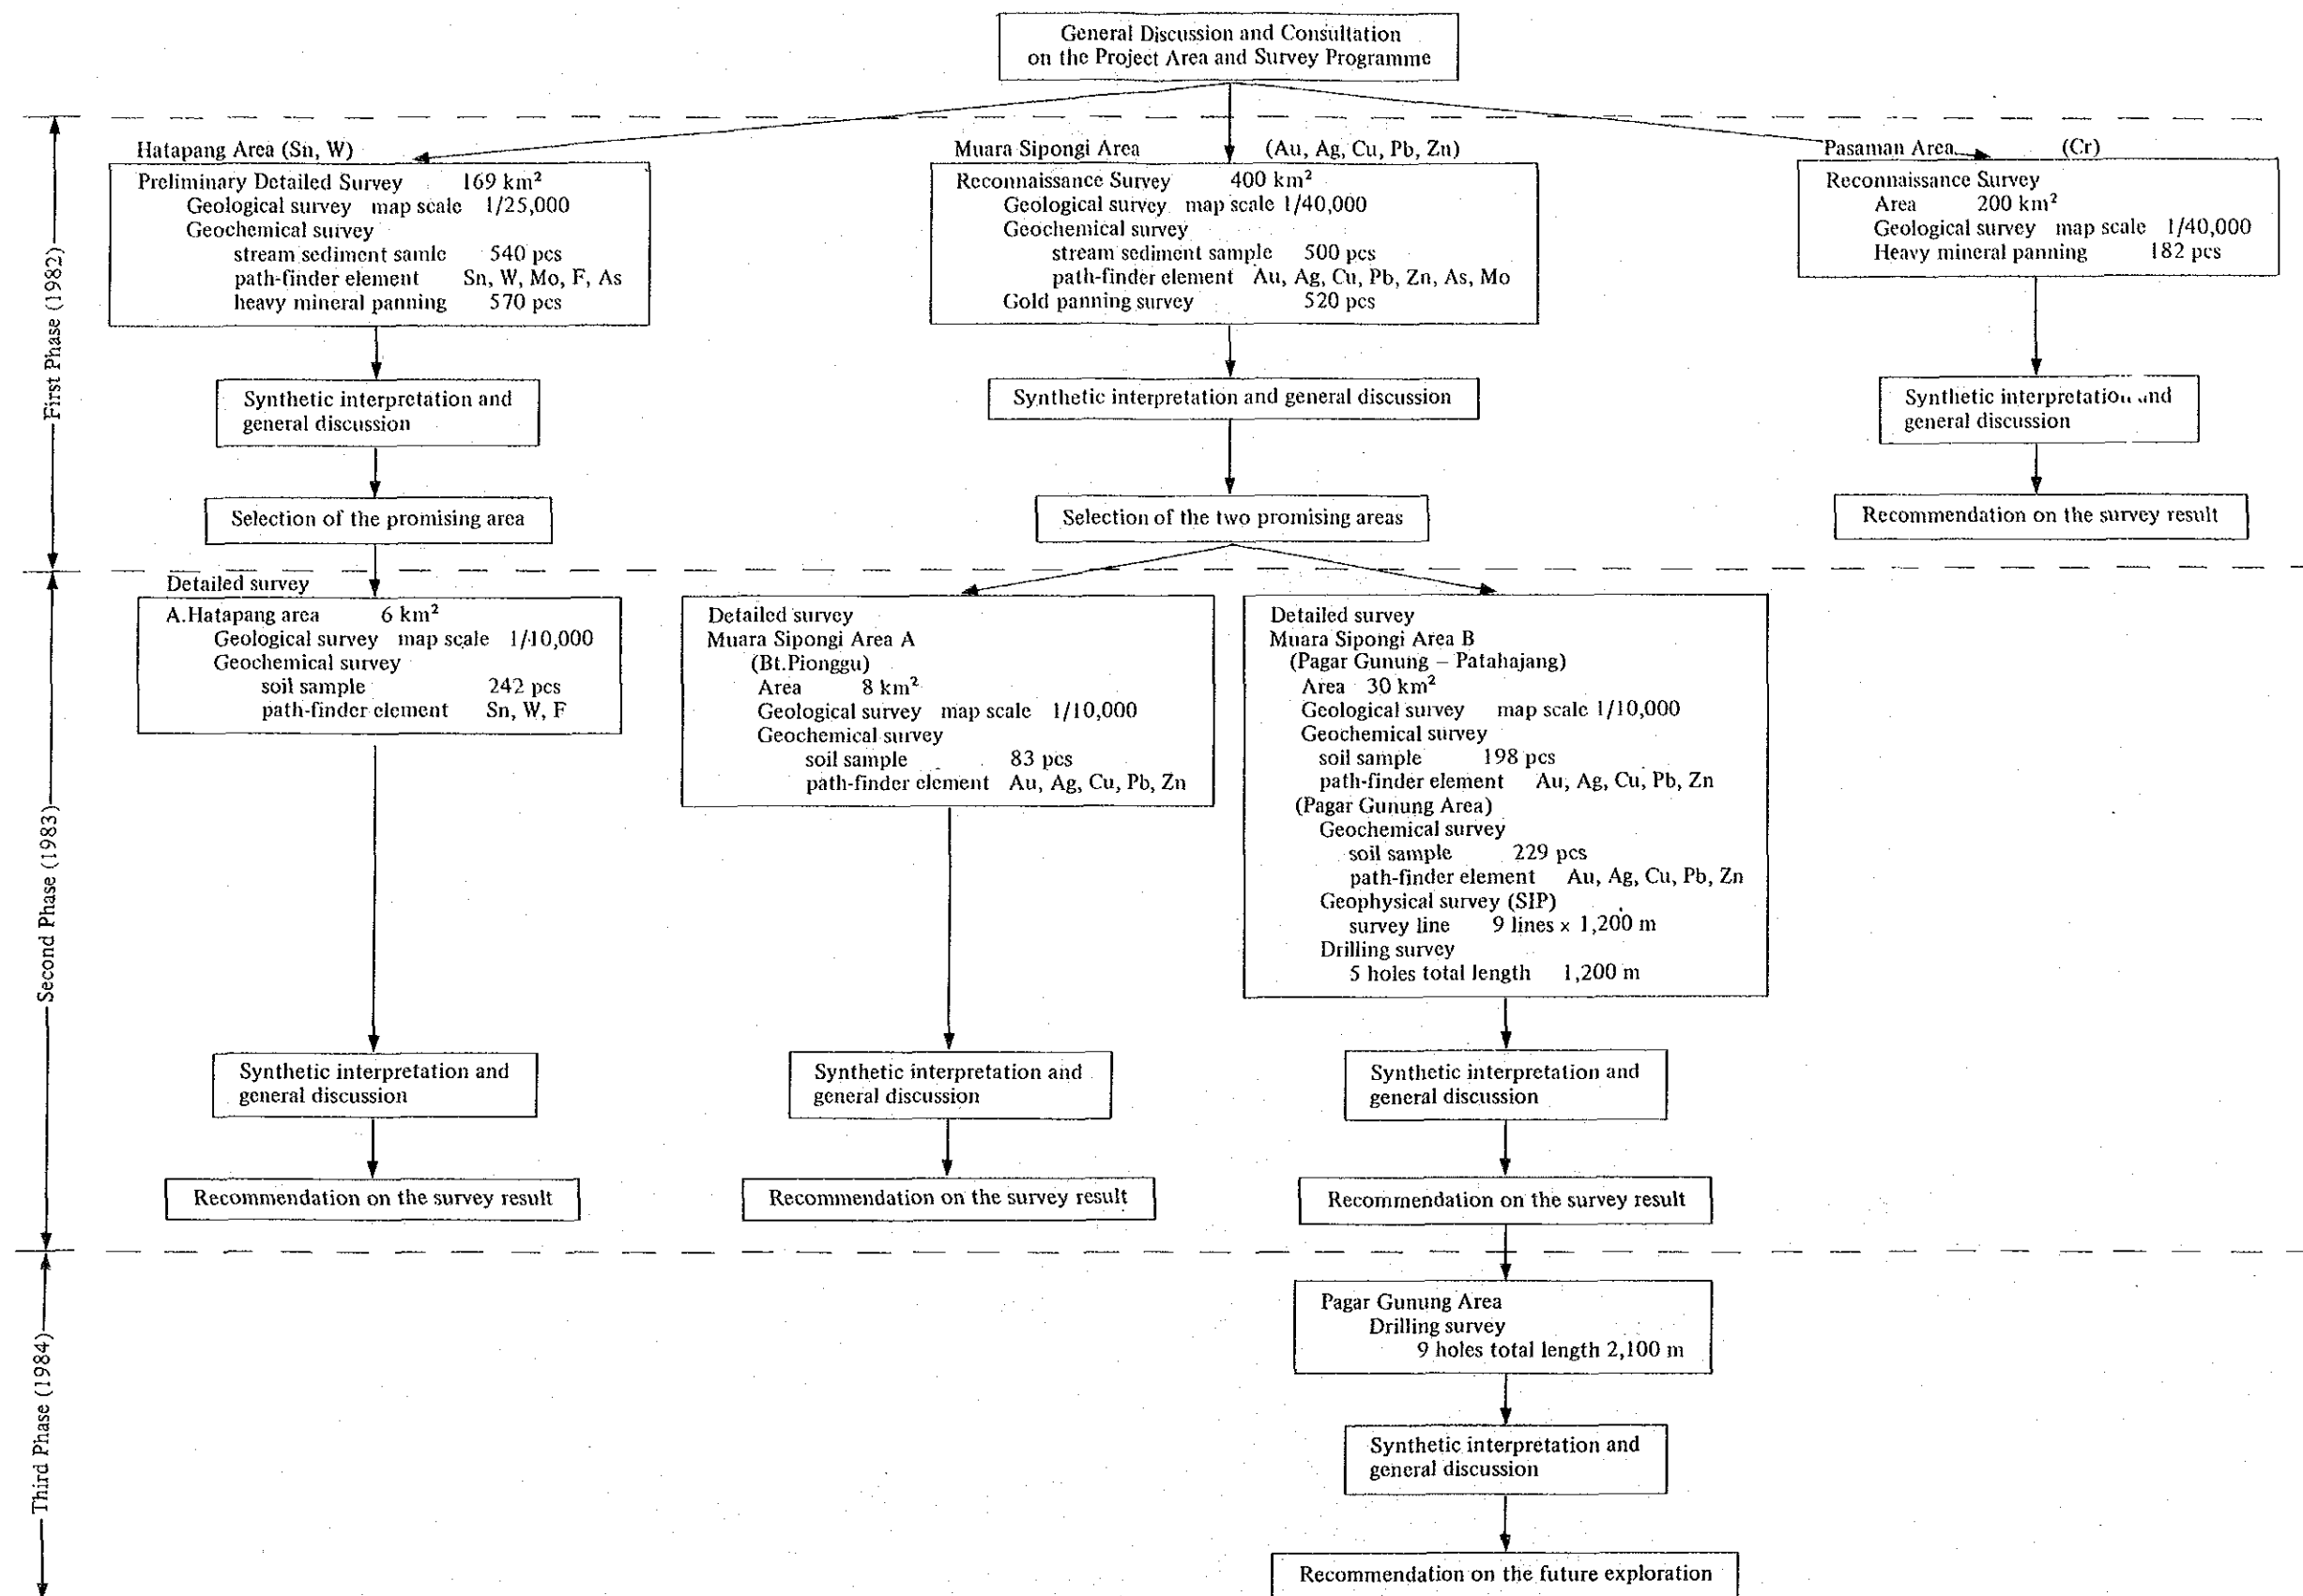 General Discussion and Consultation
on the Project Area and Survey Programme
First Phase (1982)
Hatapang Area (Sn, W)
Preliminary Detailed Survey 169 km²
Geological survey map scale 1/25,000
Geochemical survey
stream sediment samle 540 pcs
path-finder element Sn, W, Mo, F, As
heavy mineral panning 570 pcs
Synthetic interpretation and
general discussion
Selection of the promising area
Muara Sipongi Area (Au, Ag, Cu, Pb, Zn)
Reconnaissance Survey 400 km²
Geological survey map scale 1/40,000
Geochemical survey
stream sediment sample 500 pcs
path-finder element Au, Ag, Cu, Pb, Zn, As, Mo
Gold panning survey 520 pcs
Synthetic interpretation and general discussion
Selection of the two promising areas
Pasaman Area (Cr)
Reconnaissance Survey
Area 200 km²
Geological survey map scale 1/40,000
Heavy mineral panning 182 pcs
Synthetic interpretation and
general discussion
Recommendation on the survey result
Second Phase (1983)
Detailed survey
A.Hatapang area 6 km²
Geological survey map scale 1/10,000
Geochemical survey
soil sample 242 pcs
path-finder element Sn, W, F
Synthetic interpretation and
general discussion
Recommendation on the survey result
Detailed survey
Muara Sipongi Area A
(Bt.Pionggu)
Area 8 km²
Geological survey map scale 1/10,000
Geochemical survey
soil sample 83 pcs
path-finder element Au, Ag, Cu, Pb, Zn
Synthetic interpretation and
general discussion
Recommendation on the survey result
Detailed survey
Muara Sipongi Area B
(Pagar Gunung – Patahajang)
Area 30 km²
Geological survey map scale 1/10,000
Geochemical survey
soil sample 198 pcs
path-finder element Au, Ag, Cu, Pb, Zn
(Pagar Gunung Area)
Geochemical survey
soil sample 229 pcs
path-finder element Au, Ag, Cu, Pb, Zn
Geophysical survey (SIP)
survey line 9 lines × 1,200 m
Drilling survey
5 holes total length 1,200 m
Synthetic interpretation and
general discussion
Recommendation on the survey result
Third Phase (1984)
Pagar Gunung Area
Drilling survey
9 holes total length 2,100 m
Synthetic interpretation and
general discussion
Recommendation on the future exploration